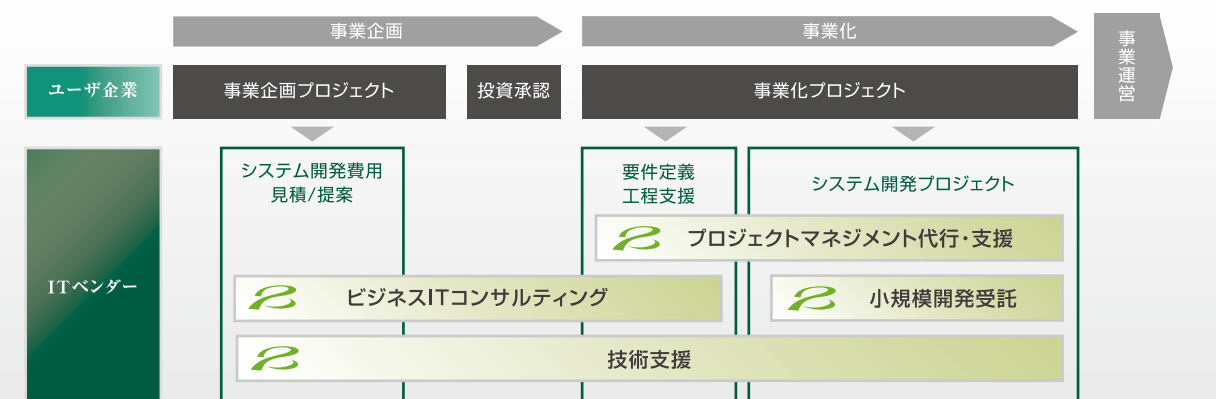 事業企画
事業化
事業運営
ユーザ企業
事業企画プロジェクト
投資承認
事業化プロジェクト
システム開発費用
見積/提案
要件定義
工程支援
システム開発プロジェクト
プロジェクトマネジメント代行・支援
ITベンダー
ビジネスITコンサルティング
小規模開発受託
技術支援